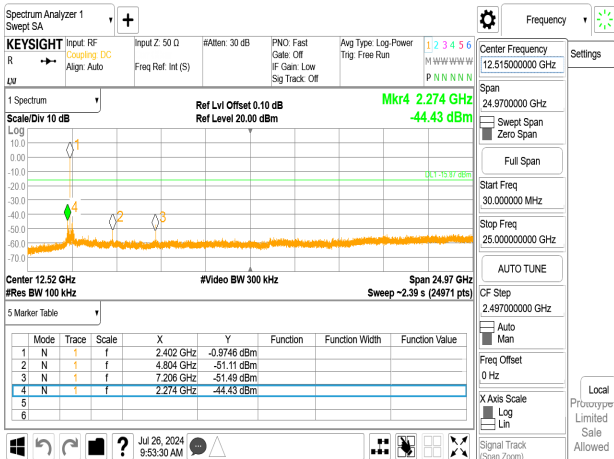 Spectrum Analyzer 1
Swept SA
Frequency
KEYSIGHT
Input: RF
Coupling: DC
Align: Auto
Input Z: 50 Ω
Freq Ref: Int (S)
#Atten: 30 dB
PNO: Fast
Gate: Off
IF Gain: Low
Sig Track: Off
Avg Type: Log-Power
Trig: Free Run
1 2 3 4 5 6
M W W W W W
P N N N N N
R
LXI
1 Spectrum
Scale/Div 10 dB
Ref Lvl Offset 0.10 dB
Ref Level 20.00 dBm
Mkr4 2.274 GHz
-44.43 dBm
Log
10.0
0.00
-10.0
-20.0
-30.0
-40.0
-50.0
-60.0
-70.0
1
2
3
4
DL1 -15.87 dBm
Center 12.52 GHz
#Res BW 100 kHz
#Video BW 300 kHz
Span 24.97 GHz
Sweep ~2.39 s (24971 pts)
5 Marker Table
Mode Trace Scale X Y Function Function Width Function Value
1 N 1 f 2.402 GHz -0.9746 dBm
2 N 1 f 4.804 GHz -51.11 dBm
3 N 1 f 7.206 GHz -51.49 dBm
4 N 1 f 2.274 GHz -44.43 dBm
5
6
?
Jul 26, 2024
9:53:30 AM
Center Frequency
12.515000000 GHz
Span
24.9700000 GHz
Swept Span
Zero Span
Full Span
Start Freq
30.000000 MHz
Stop Freq
25.000000000 GHz
AUTO TUNE
CF Step
2.497000000 GHz
Auto
Man
Freq Offset
0 Hz
X Axis Scale
Log
Lin
Signal Track
(Span Zoom)
Settings
Local
Prototype
Limited
Sale
Allowed